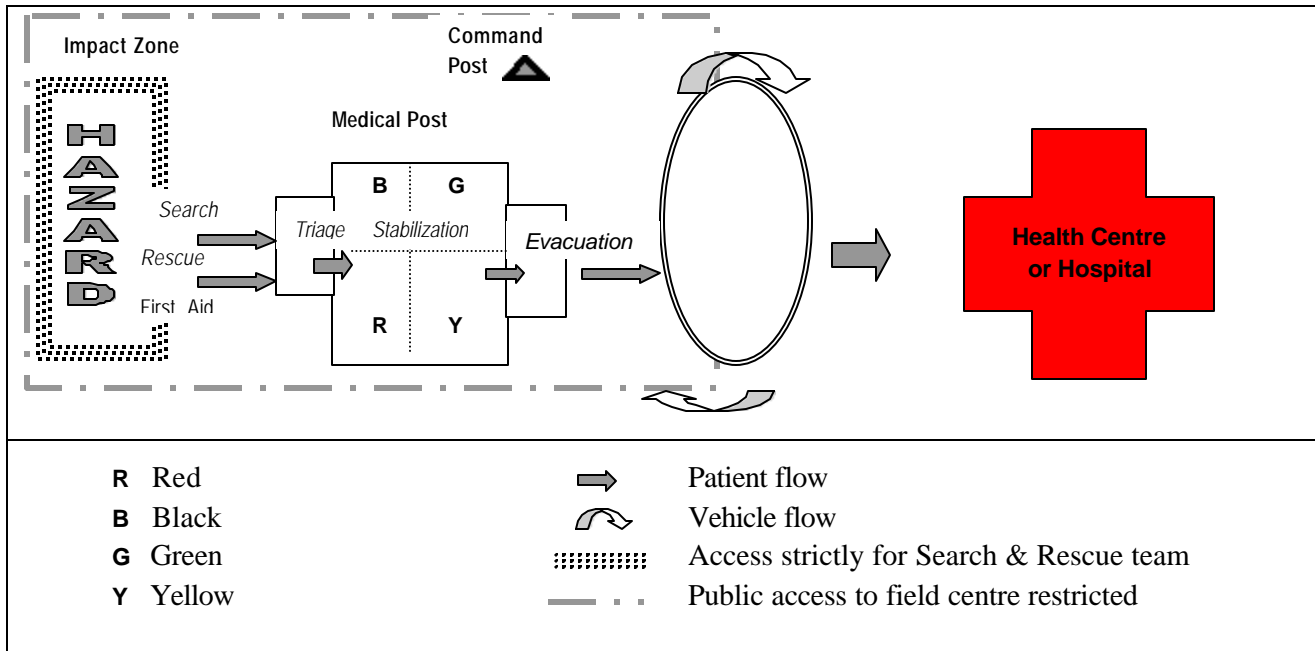 Impact Zone
Command
Post
HAZARD
Medical Post
B G
Search
Triage Stabilization
Evacuation
Rescue
First Aid
R Y
Health Centre
or Hospital
R Red
B Black
G Green
Y Yellow
Patient flow
Vehicle flow
Access strictly for Search & Rescue team
Public access to field centre restricted